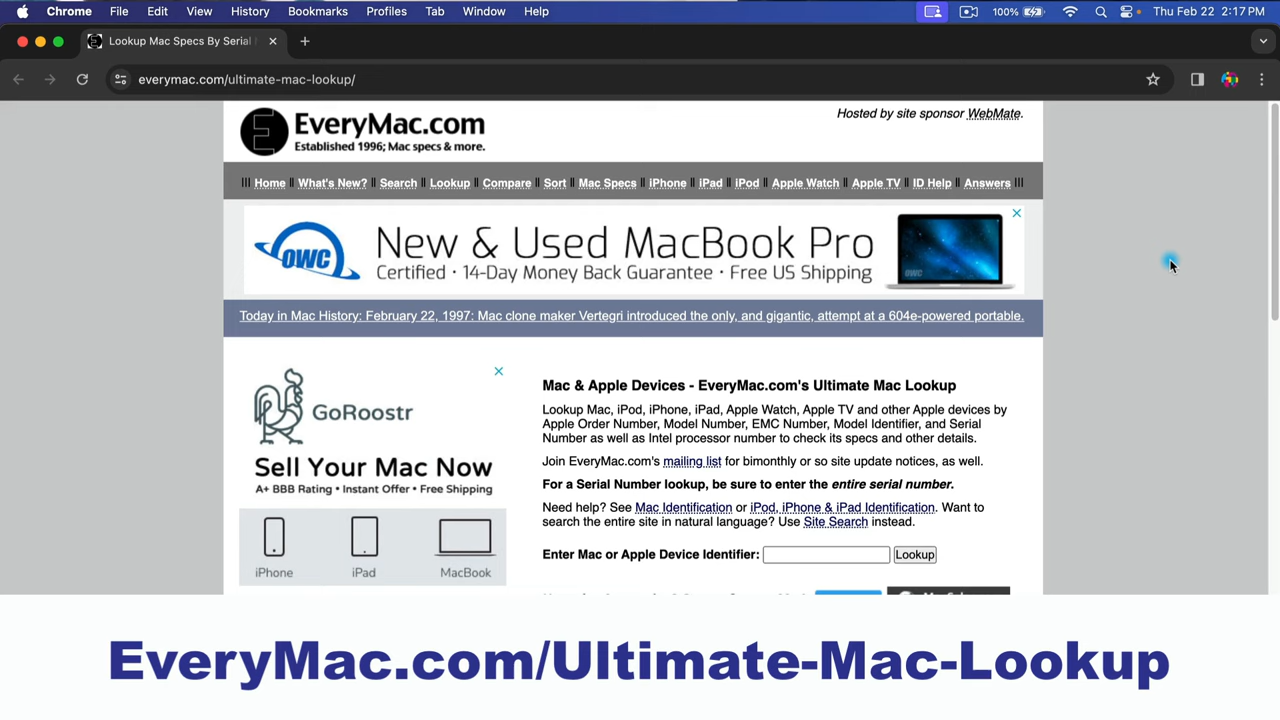 Chrome File Edit View History Bookmarks Profiles Tab Window Help 100% Thu Feb 22 2:17 PM
Lookup Mac Specs By Serial
everymac.com/ultimate-mac-lookup/
EveryMac.com
Established 1996; Mac specs & more.
Hosted by site sponsor WebMate.
||| Home || What's New? || Search || Lookup || Compare || Sort || Mac Specs || iPhone || iPad || iPod || Apple Watch || Apple TV || ID Help || Answers |||
OWC
New & Used MacBook Pro
Certified · 14-Day Money Back Guarantee · Free US Shipping
OWC
Today in Mac History: February 22, 1997: Mac clone maker Vertegri introduced the only, and gigantic, attempt at a 604e-powered portable.
GoRoostr
Sell Your Mac Now
A+ BBB Rating • Instant Offer • Free Shipping
iPhone iPad MacBook
Mac & Apple Devices - EveryMac.com's Ultimate Mac Lookup
Lookup Mac, iPod, iPhone, iPad, Apple Watch, Apple TV and other Apple devices by
Apple Order Number, Model Number, EMC Number, Model Identifier, and Serial
Number as well as Intel processor number to check its specs and other details.
Join EveryMac.com's mailing list for bimonthly or so site update notices, as well.
For a Serial Number lookup, be sure to enter the entire serial number.
Need help? See Mac Identification or iPod, iPhone & iPad Identification. Want to
search the entire site in natural language? Use Site Search instead.
Enter Mac or Apple Device Identifier: Lookup
EveryMac.com/Ultimate-Mac-Lookup